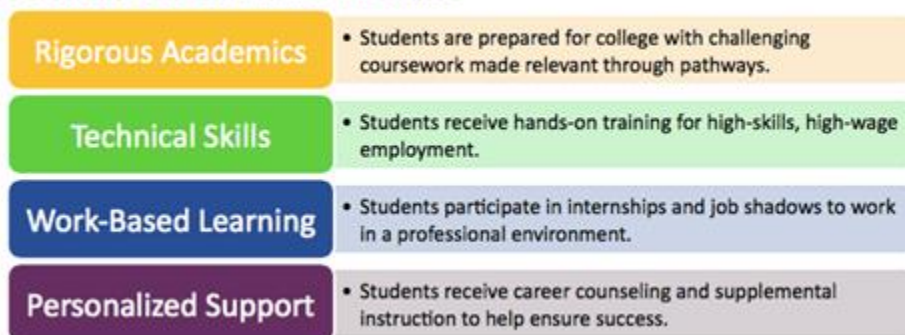 Rigorous Academics
• Students are prepared for college with challenging
coursework made relevant through pathways.
Technical Skills
• Students receive hands-on training for high-skills, high-wage
employment.
Work-Based Learning
• Students participate in internships and job shadows to work
in a professional environment.
Personalized Support
• Students receive career counseling and supplemental
instruction to help ensure success.